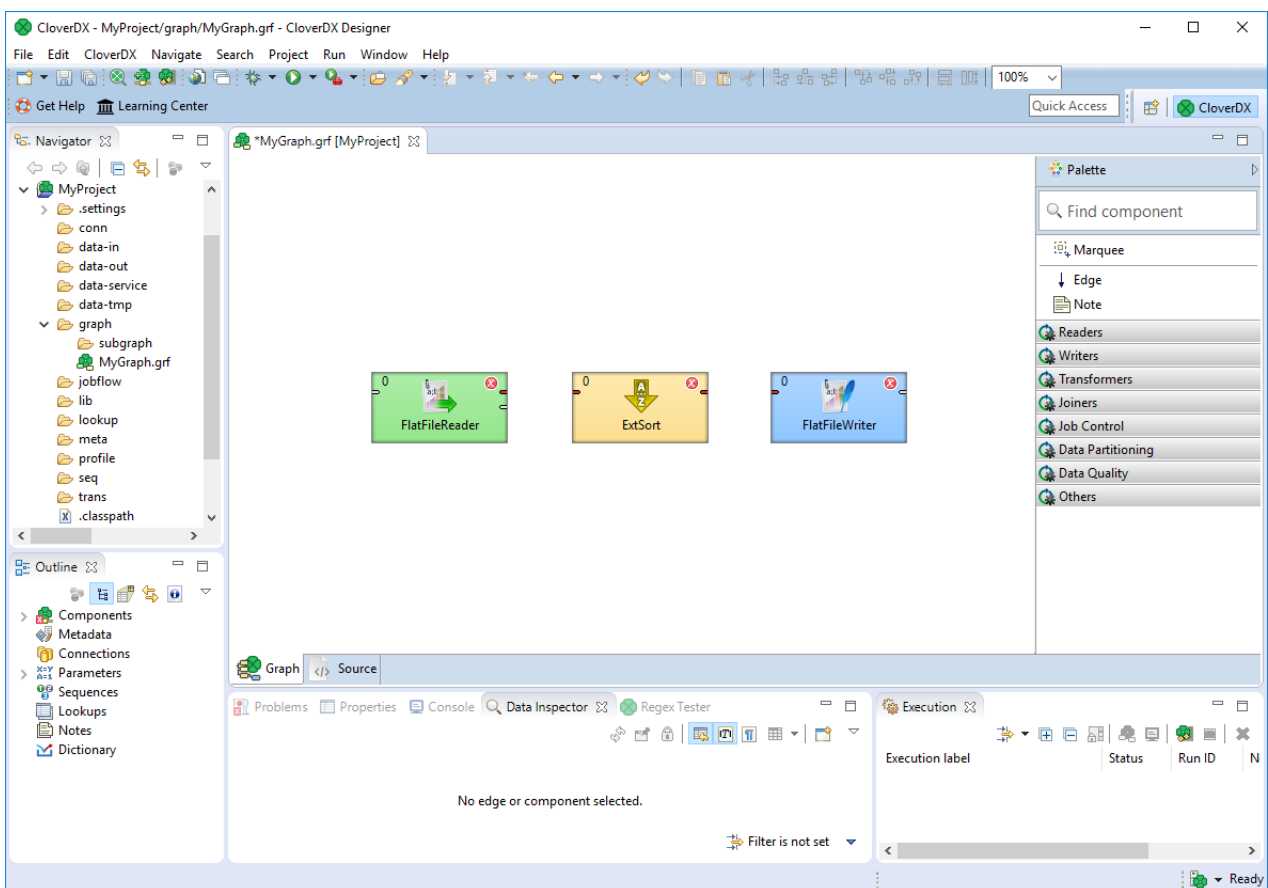 CloverDX - MyProject/graph/MyGraph.grf - CloverDX Designer
File Edit CloverDX Navigate Search Project Run Window Help
100%
Get Help Learning Center
Quick Access
CloverDX
Navigator
MyProject
.settings
conn
data-in
data-out
data-service
data-tmp
graph
subgraph
MyGraph.grf
jobflow
lib
lookup
meta
profile
seq
trans
.classpath
*MyGraph.grf [MyProject]
0
FlatFileReader
0
ExtSort
0
FlatFileWriter
Palette
Find component
Marquee
Edge
Note
Readers
Writers
Transformers
Joiners
Job Control
Data Partitioning
Data Quality
Others
Graph Source
Outline
Components
Metadata
Connections
Parameters
Sequences
Lookups
Notes
Dictionary
Problems Properties Console Data Inspector Regex Tester
No edge or component selected.
Filter is not set
Execution
Execution label Status Run ID N
Ready